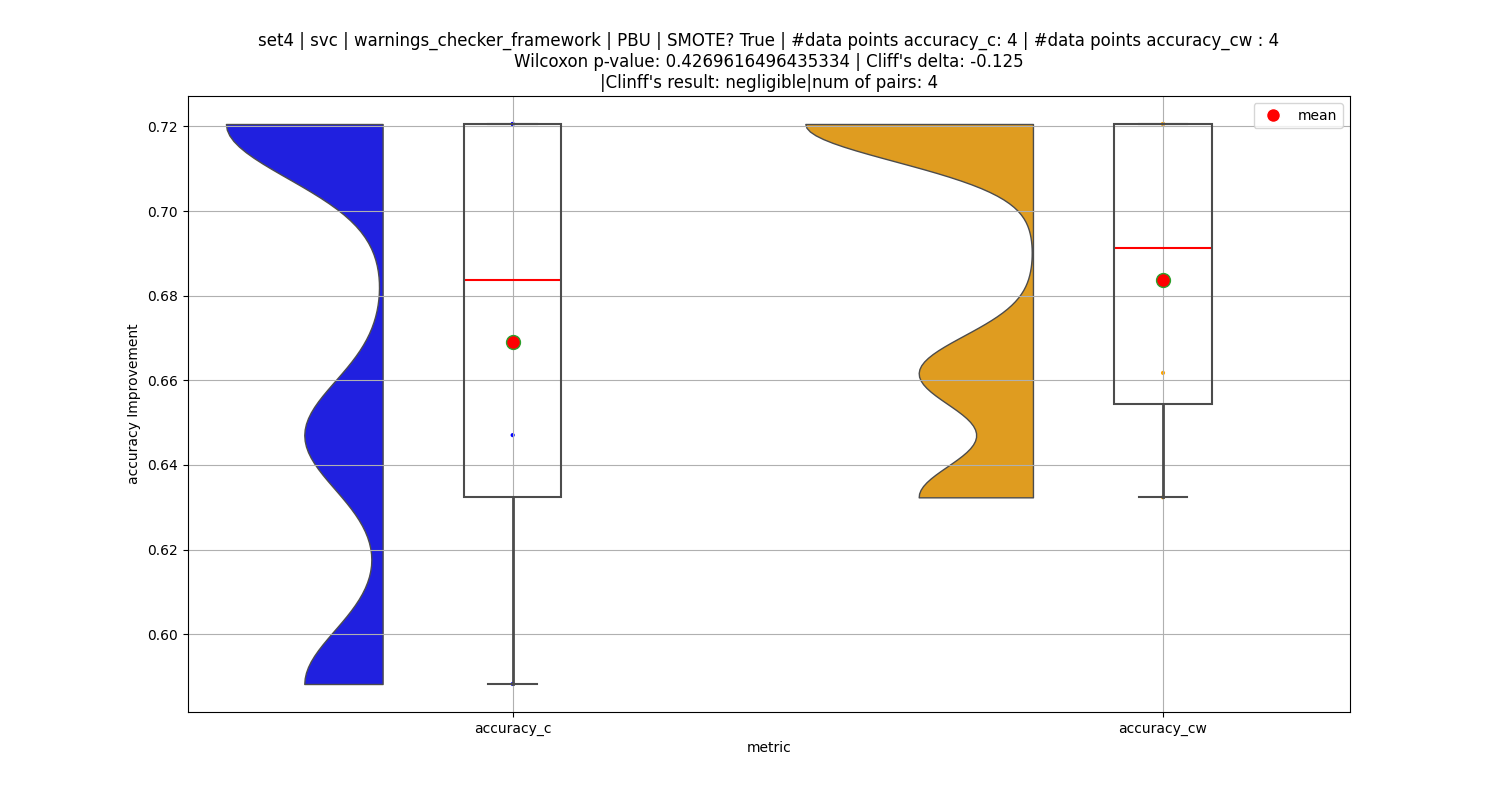 set4 | svc | warnings_checker_framework | PBU | SMOTE? True | #data points accuracy_c: 4 | #data points accuracy_cw : 4
Wilcoxon p-value: 0.4269616496435334 | Cliff's delta: -0.125
|Clinff's result: negligible|num of pairs: 4
mean
0.72
0.70
0.68
0.66
0.64
0.62
0.60
accuracy Improvement
accuracy_c
accuracy_cw
metric